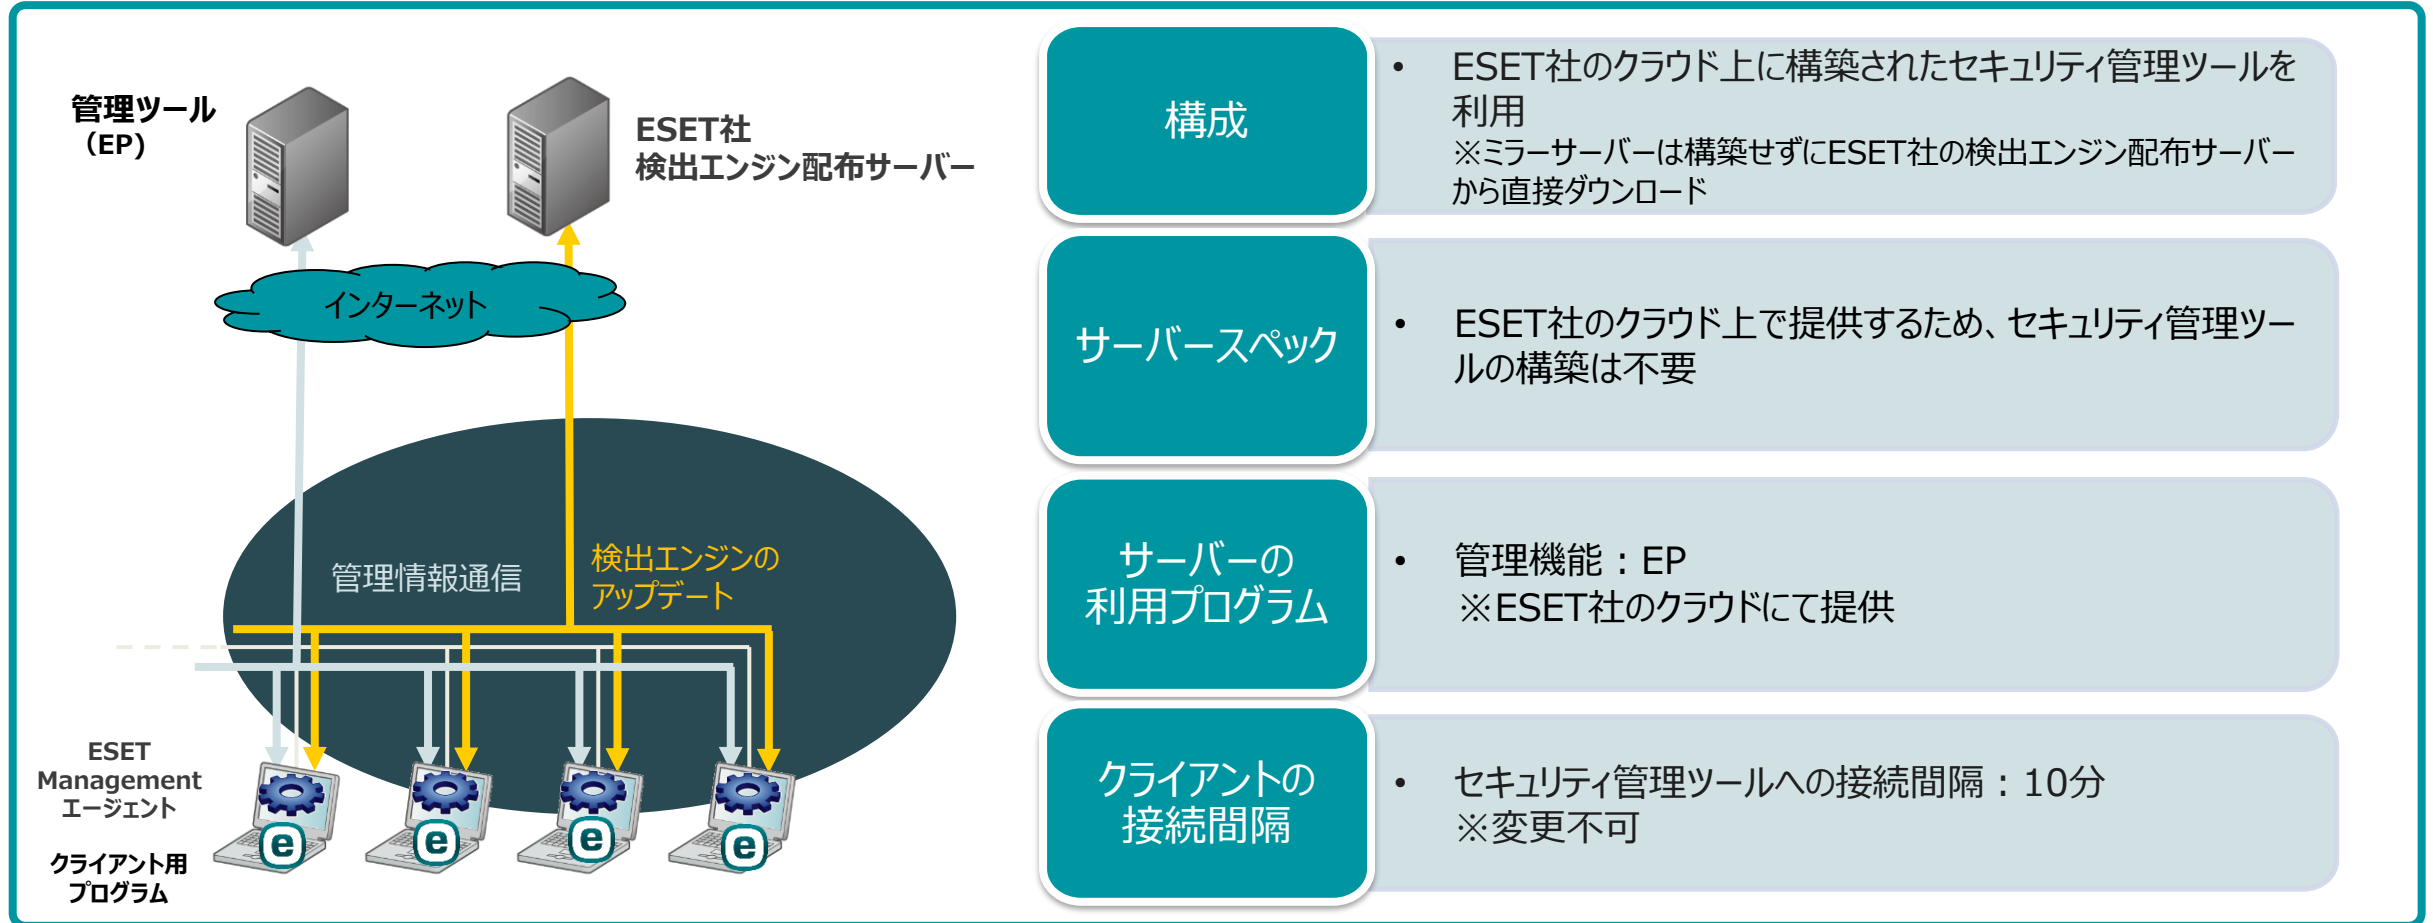 管理ツール
（EP)
ESET社
検出エンジン配布サーバー
インターネット
管理情報通信
検出エンジンの
アップデート
ESET
Management
エージェント
クライアント用
プログラム
e
e
e
e
構成
• ESET社のクラウド上に構築されたセキュリティ管理ツールを
利用
※ミラーサーバーは構築せずにESET社の検出エンジン配布サーバー
から直接ダウンロード
サーバースペック
• ESET社のクラウド上で提供するため、セキュリティ管理ツー
ルの構築は不要
サーバーの
利用プログラム
• 管理機能：EP
※ESET社のクラウドにて提供
クライアントの
接続間隔
• セキュリティ管理ツールへの接続間隔：10分
※変更不可